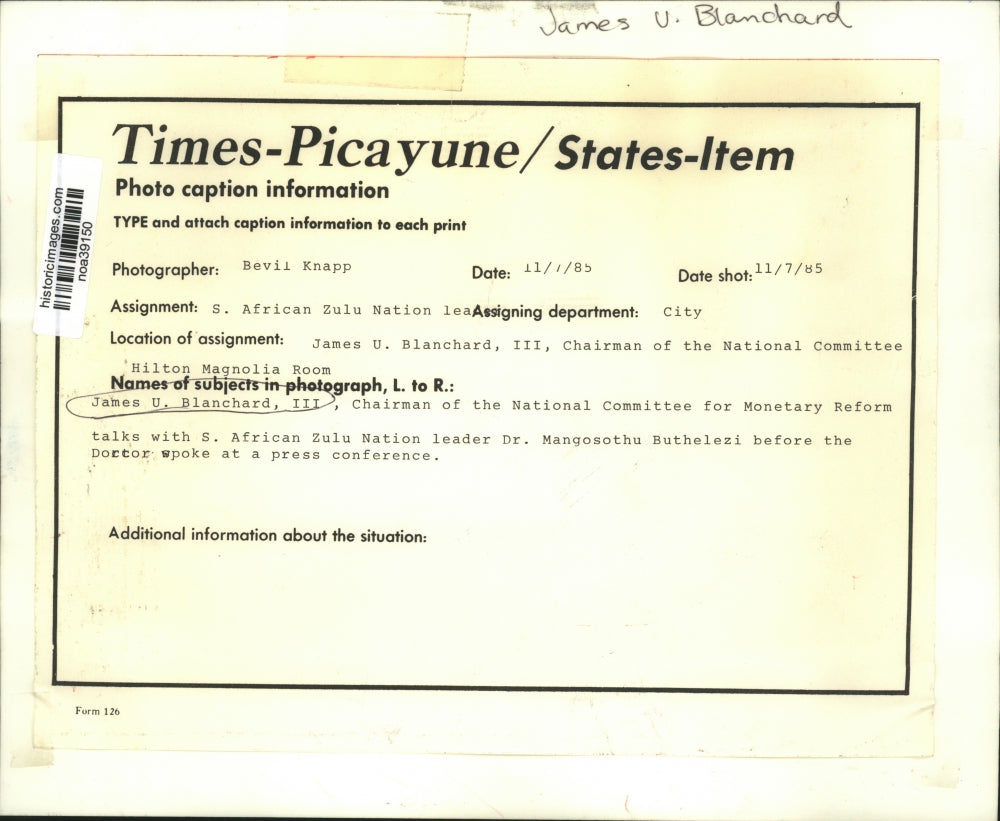 James U. Blanchard
Times-Picayune/States-Item
Photo caption information
TYPE and attach caption information to each print
historicimages.com
noa39150
Photographer: Bevil Knapp Date: 11/7/85 Date shot: 11/7/85
Assignment: S. African Zulu Nation leader Assigning department: City
Location of assignment: James U. Blanchard, III, Chairman of the National Committee
Hilton Magnolia Room
Names of subjects in photograph, L. to R.:
James U. Blanchard, III, Chairman of the National Committee for Monetary Reform
talks with S. African Zulu Nation leader Dr. Mangosothu Buthelezi before the
Doctor spoke at a press conference.
Additional information about the situation:
Form 126